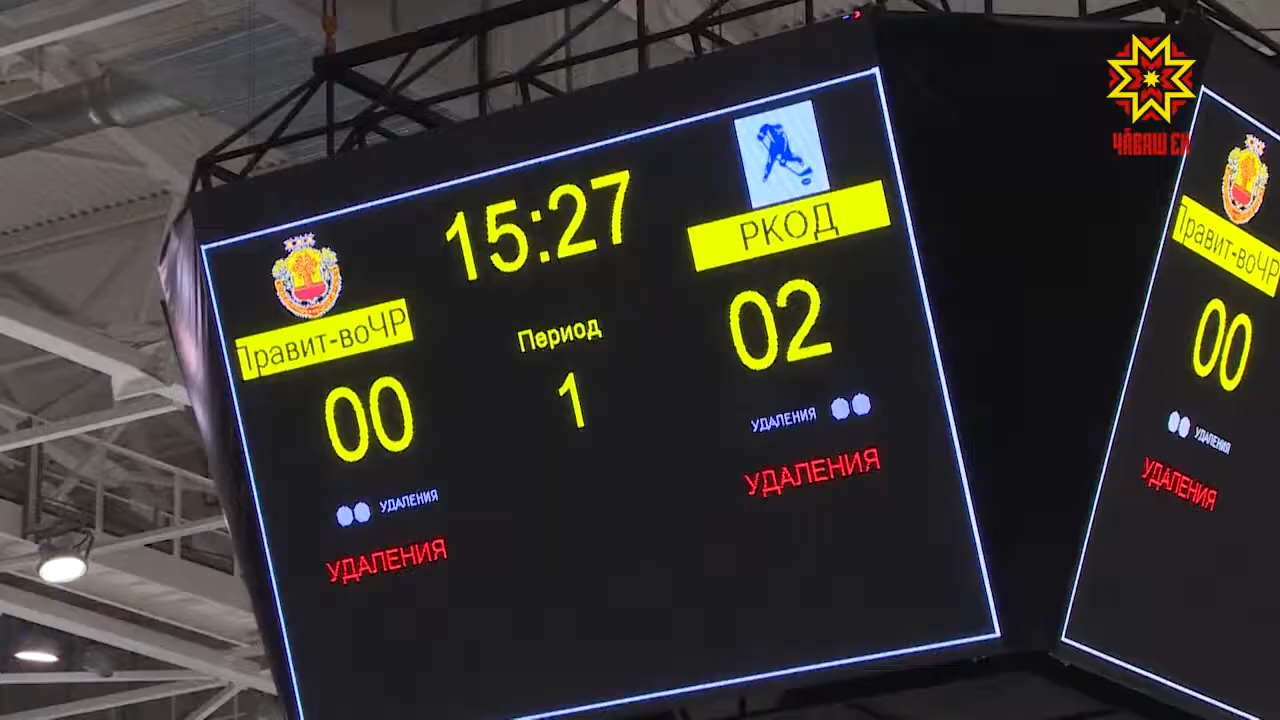 ЧӐВАШ ЕН
15:27
РКОД
Правит-воЧР
Период
00
1
02
УДАЛЕНИЯ
УДАЛЕНИЯ
УДАЛЕНИЯ
УДАЛЕНИЯ
Правит-воЧР
00
УДАЛЕНИЯ
УДАЛЕНИЯ